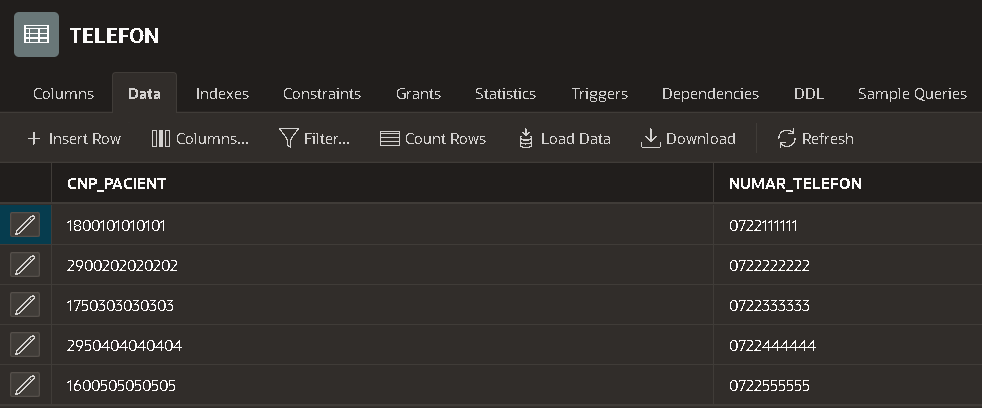 TELEFON
Columns Data Indexes Constraints Grants Statistics Triggers Dependencies DDL Sample Queries
Insert Row Columns... Filter... Count Rows Load Data Download Refresh
CNP_PACIENT NUMAR_TELEFON
1800101010101 0722111111
2900202020202 0722222222
1750303030303 0722333333
2950404040404 0722444444
1600505050505 0722555555